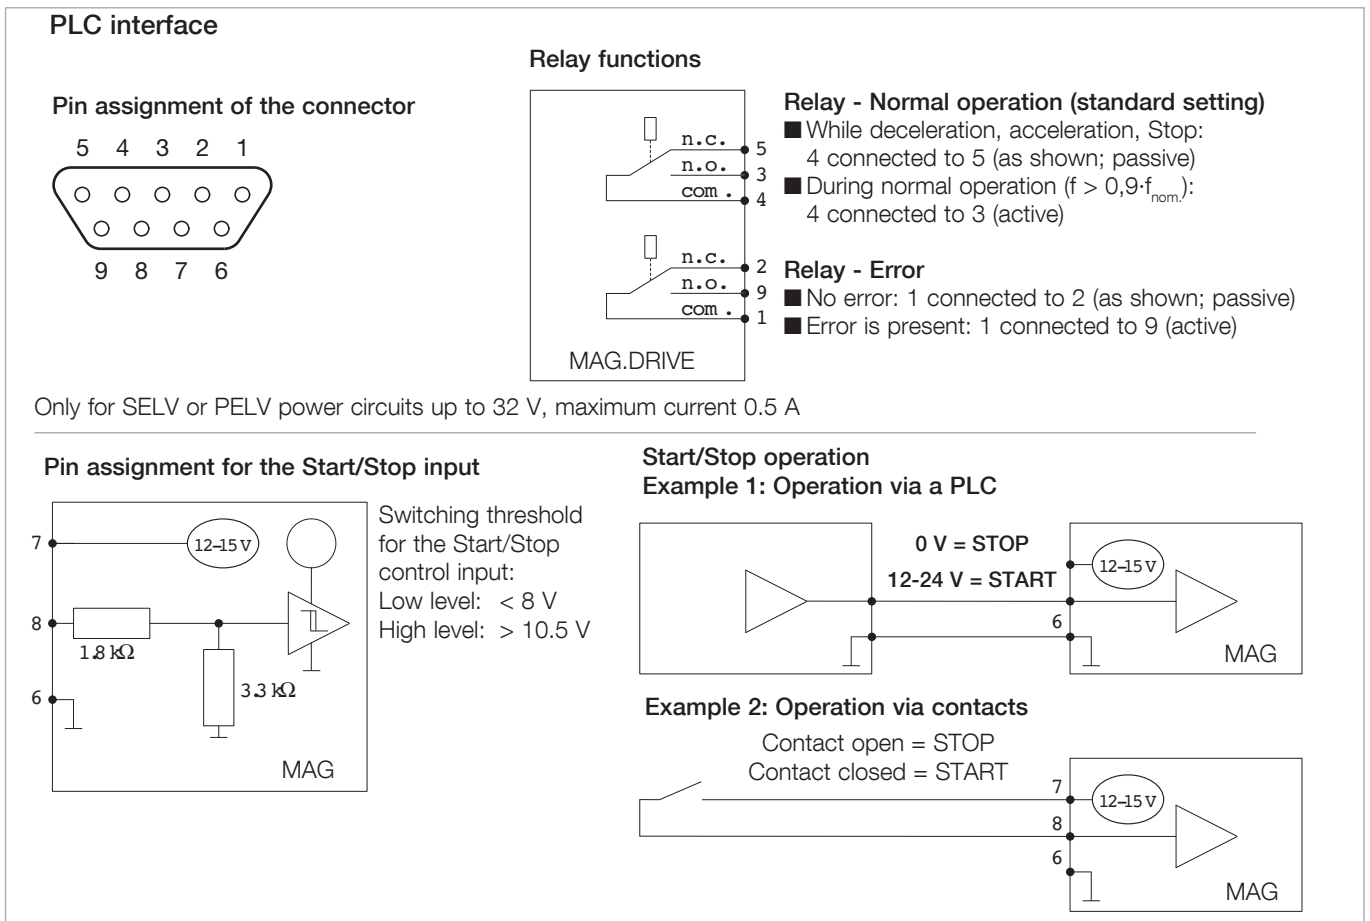 PLC interface
Relay functions
Pin assignment of the connector
5 4 3 2 1
9 8 7 6
n.c. 5
n.o. 3
com. 4
n.c. 2
n.o. 9
com. 1
MAG.DRIVE
Relay - Normal operation (standard setting)
■ While deceleration, acceleration, Stop:
4 connected to 5 (as shown; passive)
■ During normal operation (f > 0,9·fnom.):
4 connected to 3 (active)
Relay - Error
■ No error: 1 connected to 2 (as shown; passive)
■ Error is present: 1 connected to 9 (active)
Only for SELV or PELV power circuits up to 32 V, maximum current 0.5 A
Pin assignment for the Start/Stop input
7
12–15 V
8
1.8 kΩ
3.3 kΩ
6
MAG
Switching threshold
for the Start/Stop
control input:
Low level: < 8 V
High level: > 10.5 V
Start/Stop operation
Example 1: Operation via a PLC
0 V = STOP
12-24 V = START
12–15 V
6
MAG
Example 2: Operation via contacts
Contact open = STOP
Contact closed = START
7
12–15 V
8
6
MAG